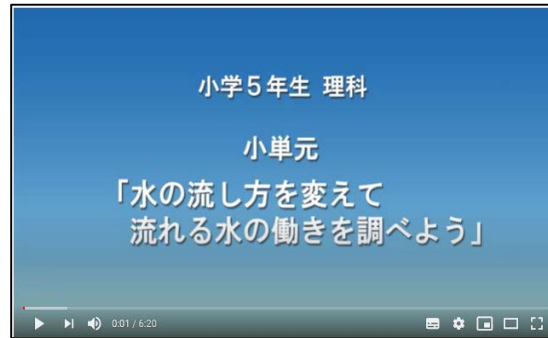 小学5年生 理科
小単元
「水の流し方を変えて
流れる水の働きを調べよう」
0:01 / 6:20